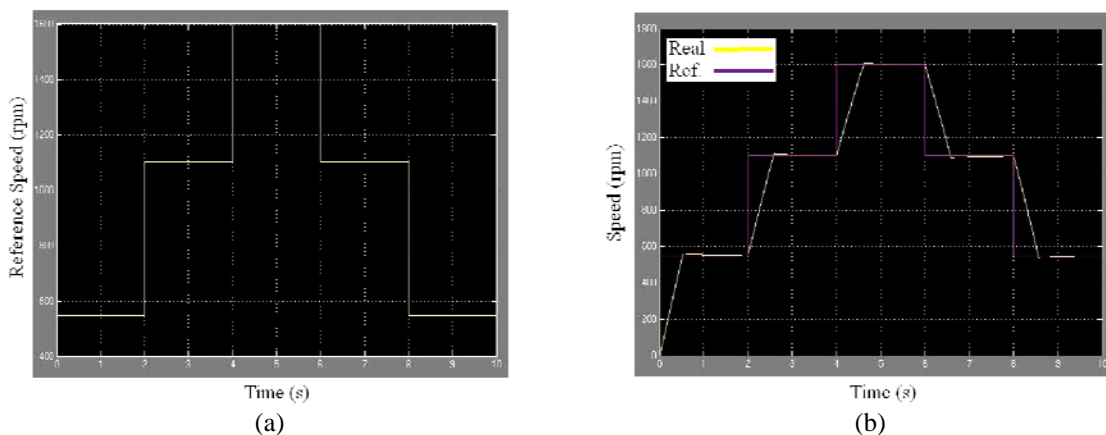 1600
1400
1200
1000
800
600
400
0 1 2 3 4 5 6 7 8 9 10
Reference Speed (rpm)
Time (s)
(a)
Real
Ref.
1800
1600
1400
1200
1000
800
600
400
200
0
0 1 2 3 4 5 6 7 8 9 10
Speed (rpm)
Time (s)
(b)